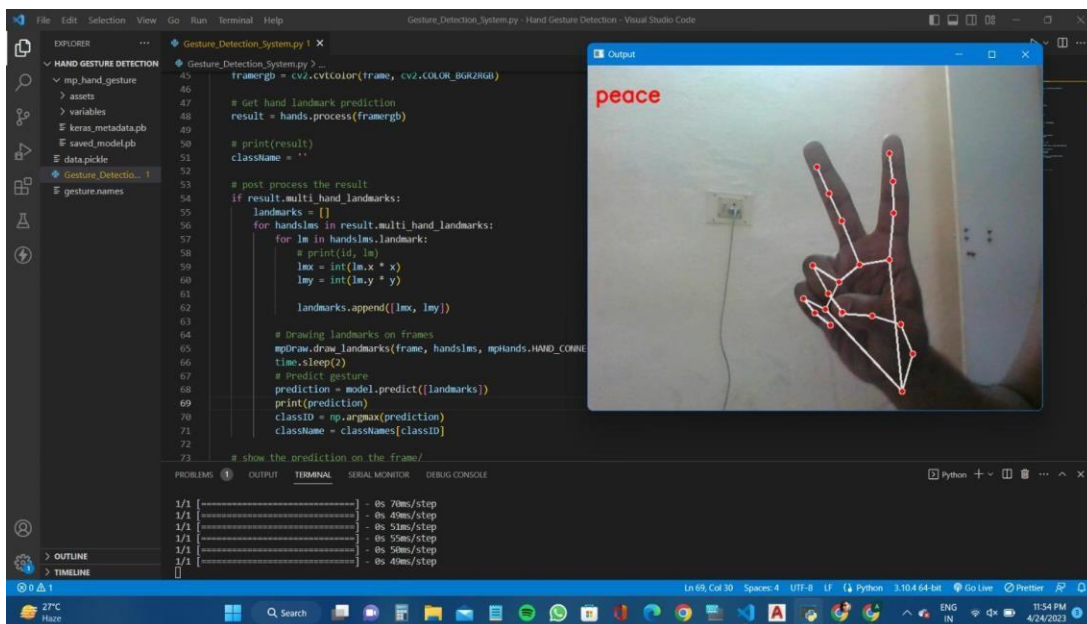 File Edit Selection View Go Run Terminal Help
Gesture_Detection_System.py - Hand Gesture Detection - Visual Studio Code
EXPLORER
HAND GESTURE DETECTION
mp_hand_gesture
assets
variables
keras_metadata.pb
saved_model.pb
data.pickle
Gesture_Detectio... 1
gesture.names
OUTLINE
TIMELINE
Gesture_Detection_System.py 1
Gesture_Detection_System.py > ...
45 framergb = cv2.cvtColor(frame, cv2.COLOR_BGR2RGB)
46
47 # Get hand landmark prediction
48 result = hands.process(framergb)
49
50 # print(result)
51 className = ''
52
53 # post process the result
54 if result.multi_hand_landmarks:
55 landmarks = []
56 for handslms in result.multi_hand_landmarks:
57 for lm in handslms.landmark:
58 # print(id, lm)
59 lmx = int(lm.x * x)
60 lmy = int(lm.y * y)
61
62 landmarks.append([lmx, lmy])
63
64 # Drawing landmarks on frames
65 mpDraw.draw_landmarks(frame, handslms, mpHands.HAND_CONNE
66 time.sleep(2)
67 # Predict gesture
68 prediction = model.predict([landmarks])
69 print(prediction)
70 classID = np.argmax(prediction)
71 className = classNames[classID]
72
73 # show the prediction on the frame/
Output
peace
PROBLEMS 1 OUTPUT TERMINAL SERIAL MONITOR DEBUG CONSOLE
Python
1/1 [==============================] - 0s 70ms/step
1/1 [==============================] - 0s 49ms/step
1/1 [==============================] - 0s 51ms/step
1/1 [==============================] - 0s 55ms/step
1/1 [==============================] - 0s 50ms/step
1/1 [==============================] - 0s 49ms/step
0 1
Ln 69, Col 30 Spaces: 4 UTF-8 LF Python 3.10.4 64-bit Go Live Prettier
27°C
Haze
Search
ENG
IN
11:54 PM
4/24/2023